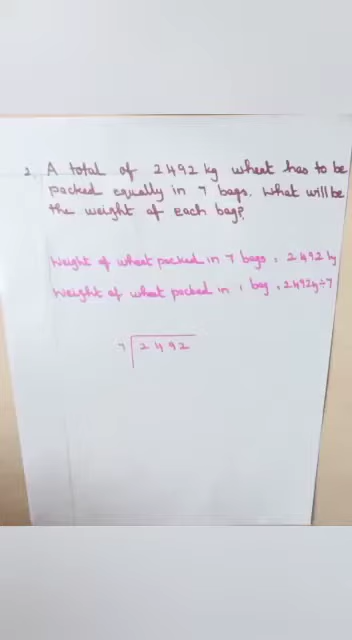 2. A total of 2492 kg wheat has to be
packed equally in 7 bags. What will be
the weight of each bag?
Weight of wheat packed in 7 bags = 2492 kg
Weight of wheat packed in 1 bag = 2492kg÷7
7 2492